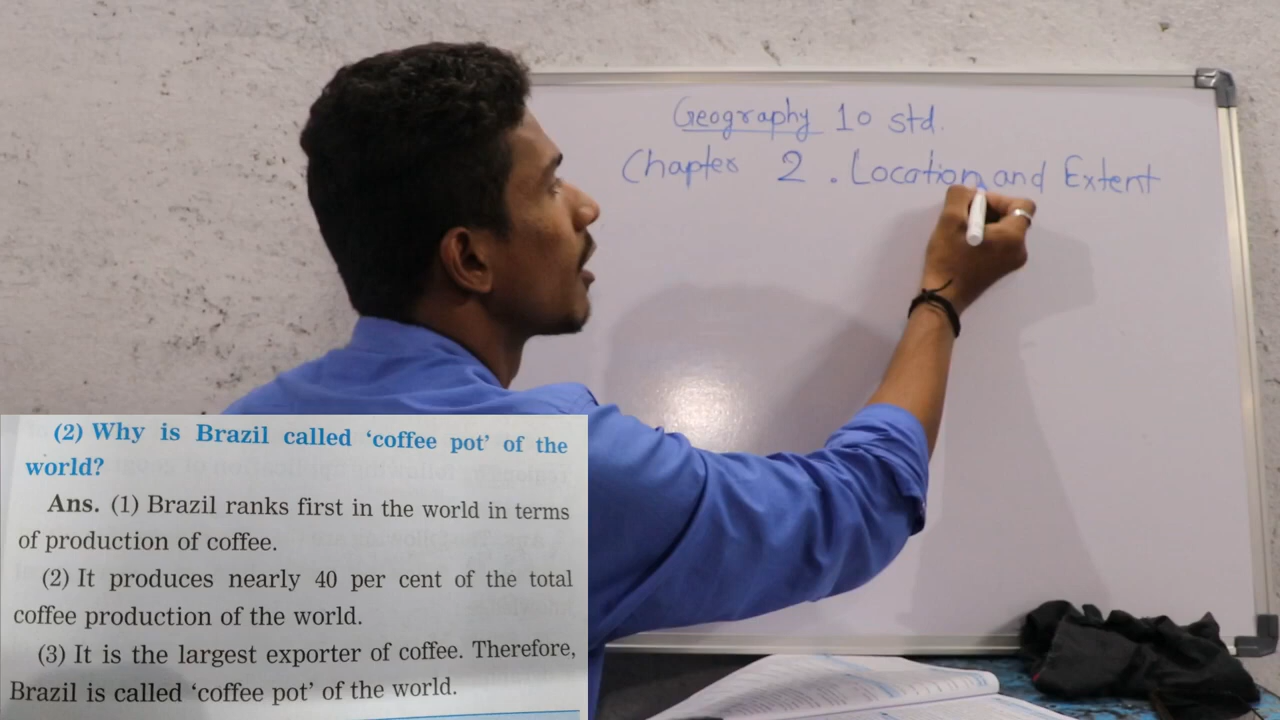 Geography 10 std.
Chapter 2. Location and Extent
(2) Why is Brazil called ‘coffee pot’ of the
world?
Ans. (1) Brazil ranks first in the world in terms
of production of coffee.
(2) It produces nearly 40 per cent of the total
coffee production of the world.
(3) It is the largest exporter of coffee. Therefore,
Brazil is called ‘coffee pot’ of the world.